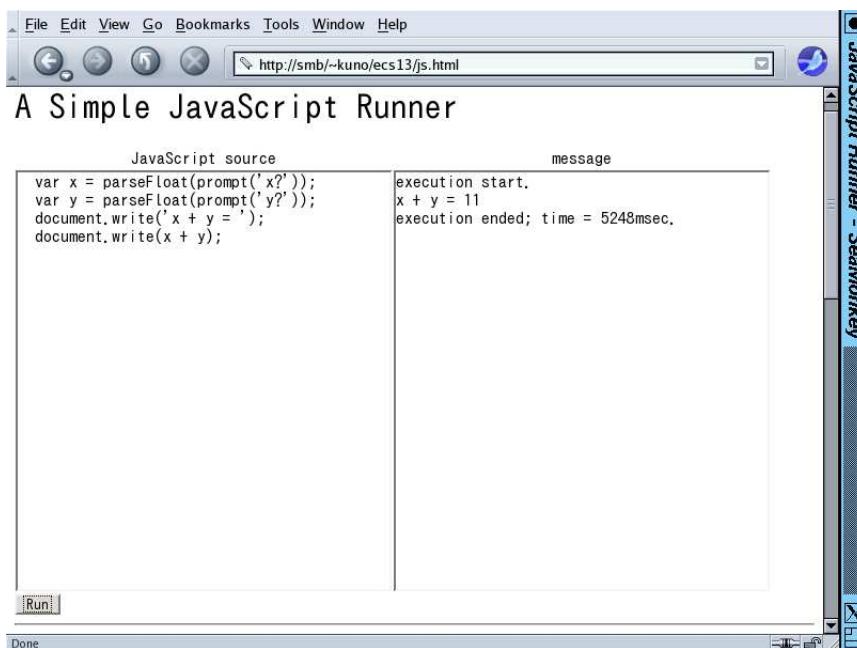 File Edit View Go Bookmarks Tools Window Help
http://smb/~kuno/ecs13/js.html
A Simple JavaScript Runner
JavaScript source
var x = parseFloat(prompt('x?'));
var y = parseFloat(prompt('y?'));
document.write('x + y = ');
document.write(x + y);
message
execution start.
x + y = 11
execution ended; time = 5248msec.
Run
Done
JavaScript Runner - SeaMonkey